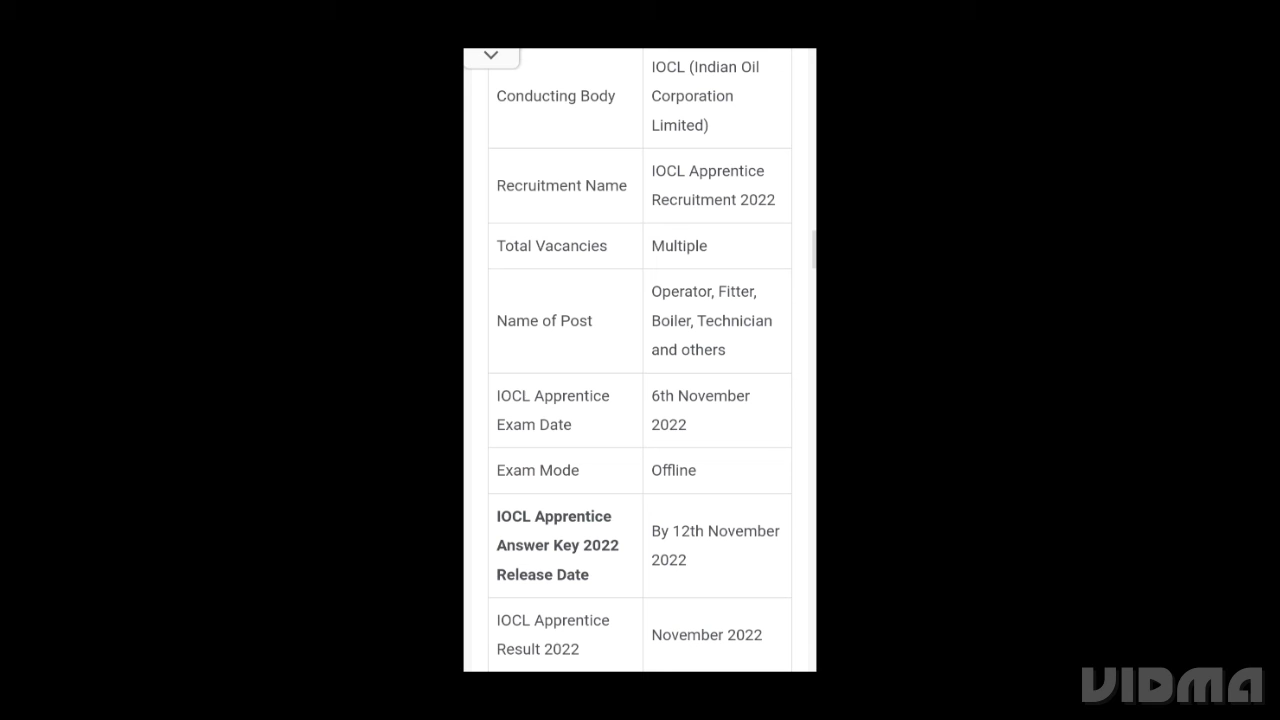 IOCL (Indian Oil
Conducting Body
Corporation
Limited)
Recruitment Name
IOCL Apprentice
Recruitment 2022
Total Vacancies
Multiple
Name of Post
Operator, Fitter,
Boiler, Technician
and others
IOCL Apprentice
Exam Date
6th November
2022
Exam Mode
Offline
IOCL Apprentice
Answer Key 2022
Release Date
By 12th November
2022
IOCL Apprentice
Result 2022
November 2022
VIDMA